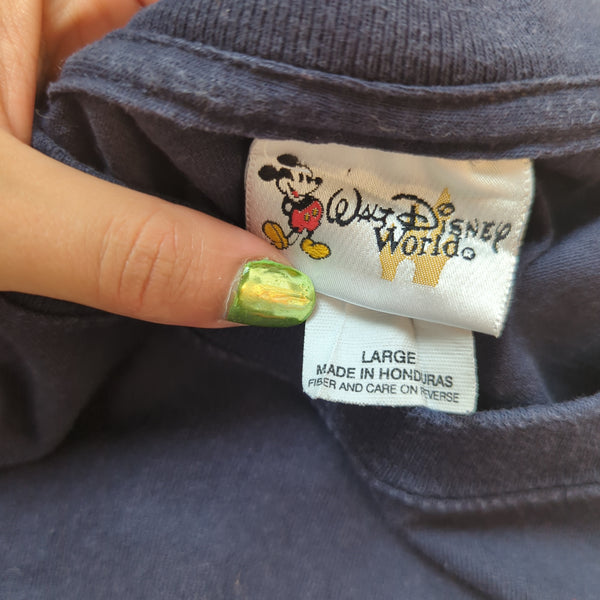 Walt Disney
World®
LARGE
MADE IN HONDURAS
FIBER AND CARE ON REVERSE